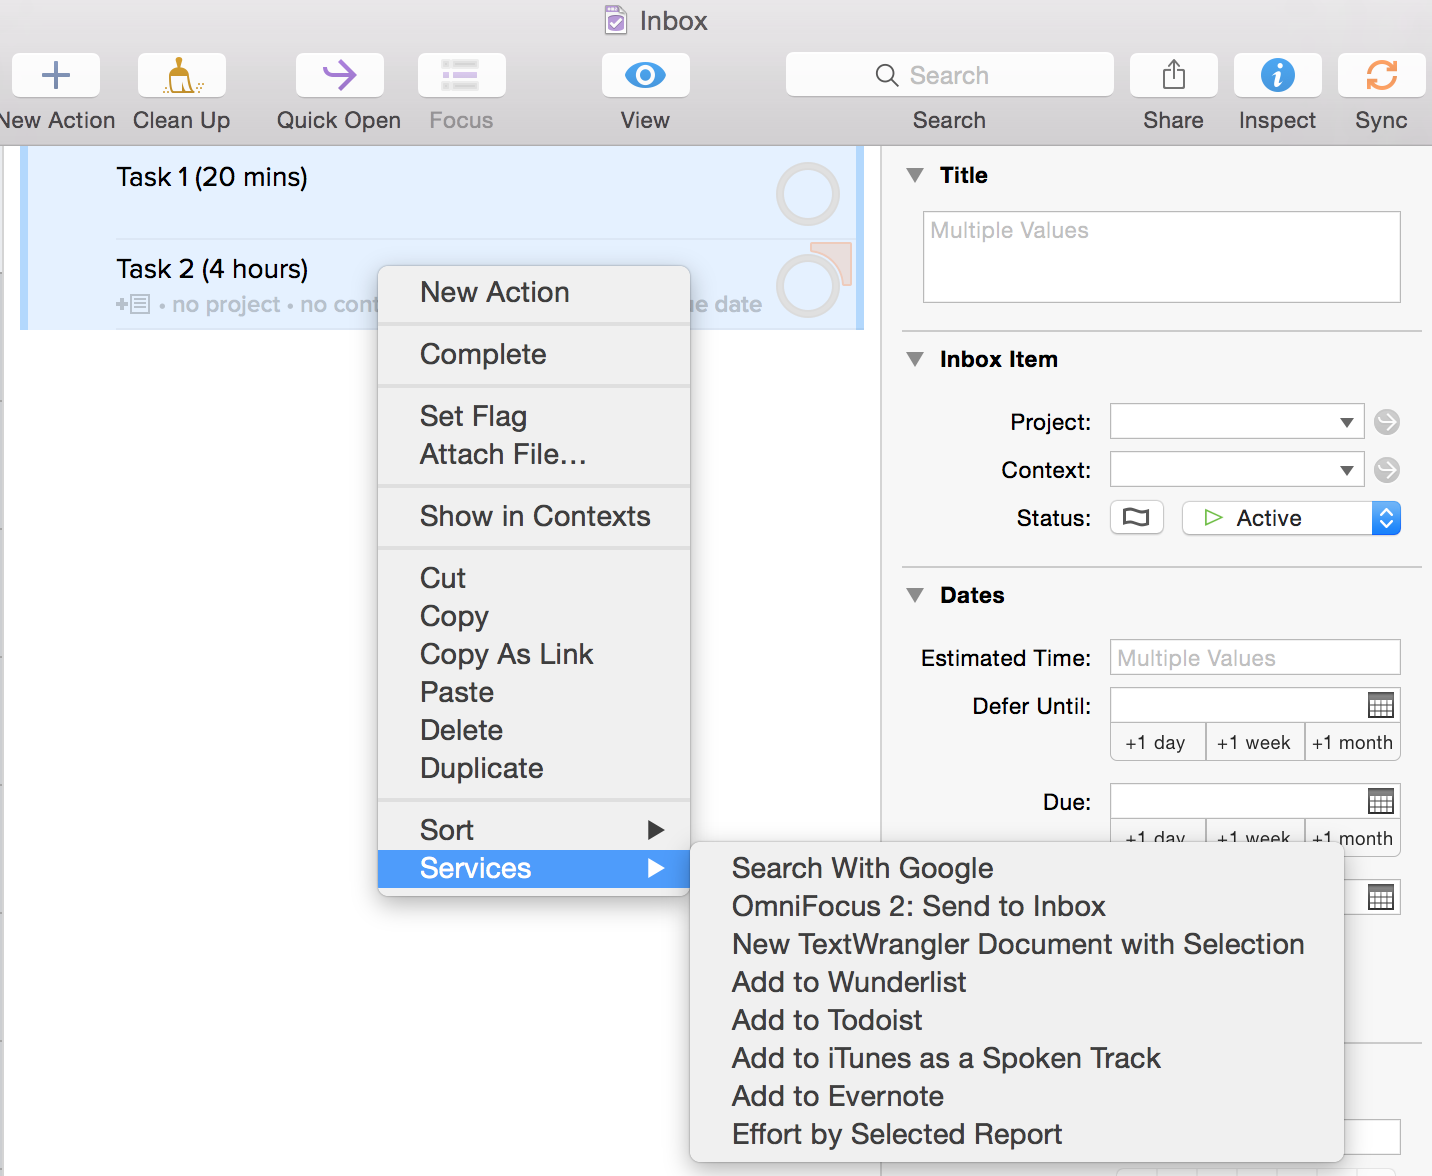 Inbox
New Action
Clean Up
Quick Open
Focus
View
Search
Search
Share
Inspect
Sync
Task 1 (20 mins)
Task 2 (4 hours)
• no project • no cont
ue date
New Action
Complete
Set Flag
Attach File...
Show in Contexts
Cut
Copy
Copy As Link
Paste
Delete
Duplicate
Sort
Services
Search With Google
OmniFocus 2: Send to Inbox
New TextWrangler Document with Selection
Add to Wunderlist
Add to Todoist
Add to iTunes as a Spoken Track
Add to Evernote
Effort by Selected Report
Title
Multiple Values
Inbox Item
Project:
Context:
Status:
Active
Dates
Estimated Time:
Multiple Values
Defer Until:
+1 day
+1 week
+1 month
Due:
+1 day
+1 week
+1 month